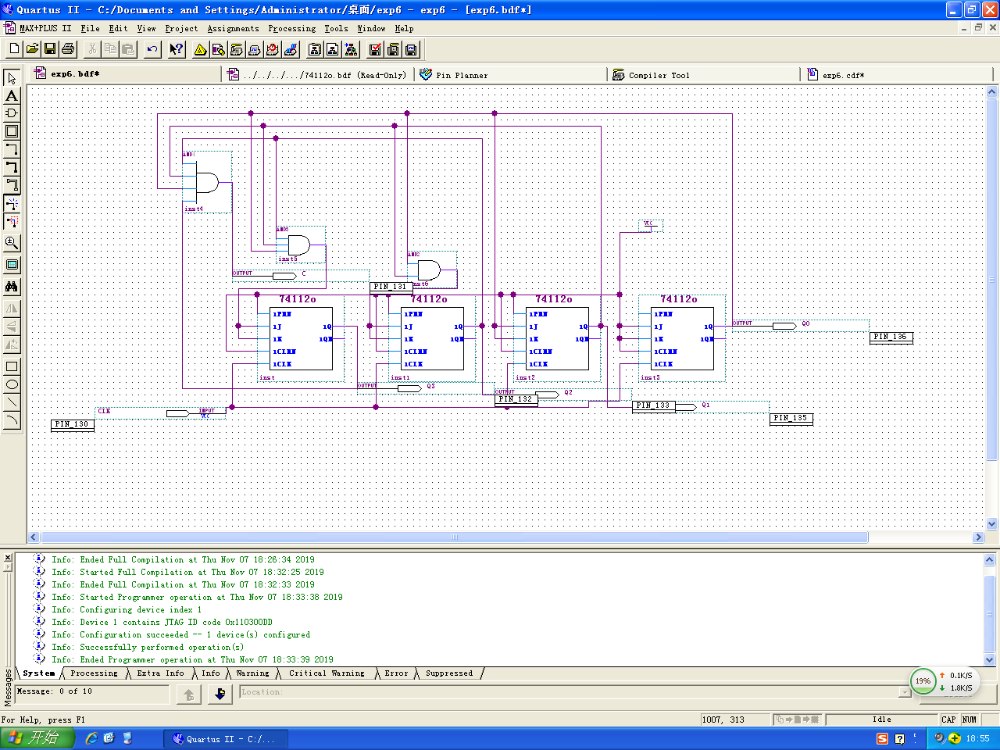 Quartus II - C:/Documents and Settings/Administrator/桌面/exp6 - exp6 - [exp6.bdf*]
MAX+PLUS II File Edit View Project Assignments Processing Tools Window Help
exp6.bdf* ../../../.../74112o.bdf (Read-Only) Pin Planner Compiler Tool exp6.cdf*
AND4
inst4
AND3
inst5
VCC
AND2
inst6
OUTPUT C
PIN_131
74112o 74112o 74112o 74112o
1PRN 1PRN 1PRN 1PRN
1J 1Q 1J 1Q 1J 1Q 1J 1Q
OUTPUT Q0
PIN_136
1K 1QN 1K 1QN 1K 1QN 1K 1QN
1CLRN 1CLRN 1CLRN 1CLRN
1CLK 1CLK 1CLK 1CLK
inst inst1 inst2 inst3
OUTPUT Q3
OUTPUT Q2
PIN_132
PIN_133 Q1
CLK INPUT
VCC
PIN_135
PIN_130
Info: Ended Full Compilation at Thu Nov 07 18:26:34 2019
Info: Started Full Compilation at Thu Nov 07 18:32:25 2019
Info: Ended Full Compilation at Thu Nov 07 18:32:33 2019
Info: Started Programmer operation at Thu Nov 07 18:33:38 2019
Info: Configuring device index 1
Info: Device 1 contains JTAG ID code 0x110300DD
Info: Configuration succeeded -- 1 device(s) configured
Info: Successfully performed operation(s)
Info: Ended Programmer operation at Thu Nov 07 18:33:39 2019
System Processing Extra Info Info Warning Critical Warning Error Suppressed
Messages
Message: 0 of 10 Location:
19% 0.1K/S
1.8K/S
For Help, press F1 1007, 313 Idle CAP NUM
开始 Quartus II - C:/... 18:55